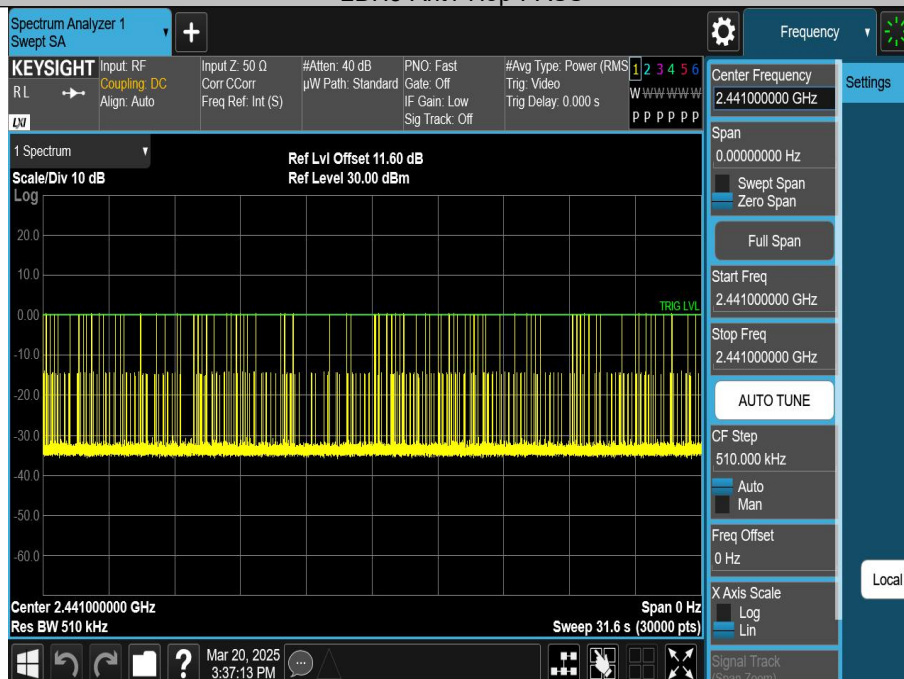 Spectrum Analyzer 1
Swept SA
Frequency
KEYSIGHT
R L
LXI
Input: RF
Coupling: DC
Align: Auto
Input Z: 50 Ω
Corr CCorr
Freq Ref: Int (S)
#Atten: 40 dB
µW Path: Standard
PNO: Fast
Gate: Off
IF Gain: Low
Sig Track: Off
#Avg Type: Power (RMS
Trig: Video
Trig Delay: 0.000 s
1 2 3 4 5 6
W W W W W W
P P P P P P
Center Frequency
2.441000000 GHz
Settings
Span
0.00000000 Hz
Swept Span
Zero Span
Full Span
Start Freq
2.441000000 GHz
Stop Freq
2.441000000 GHz
AUTO TUNE
CF Step
510.000 kHz
Auto
Man
Freq Offset
0 Hz
X Axis Scale
Log
Lin
Signal Track
(Span Zoom)
Local
1 Spectrum
Scale/Div 10 dB
Ref Lvl Offset 11.60 dB
Ref Level 30.00 dBm
Log
20.0
10.0
0.00
TRIG LVL
-10.0
-20.0
-30.0
-40.0
-50.0
-60.0
Center 2.441000000 GHz
Span 0 Hz
Res BW 510 kHz
Sweep 31.6 s (30000 pts)
?
Mar 20, 2025
3:37:13 PM